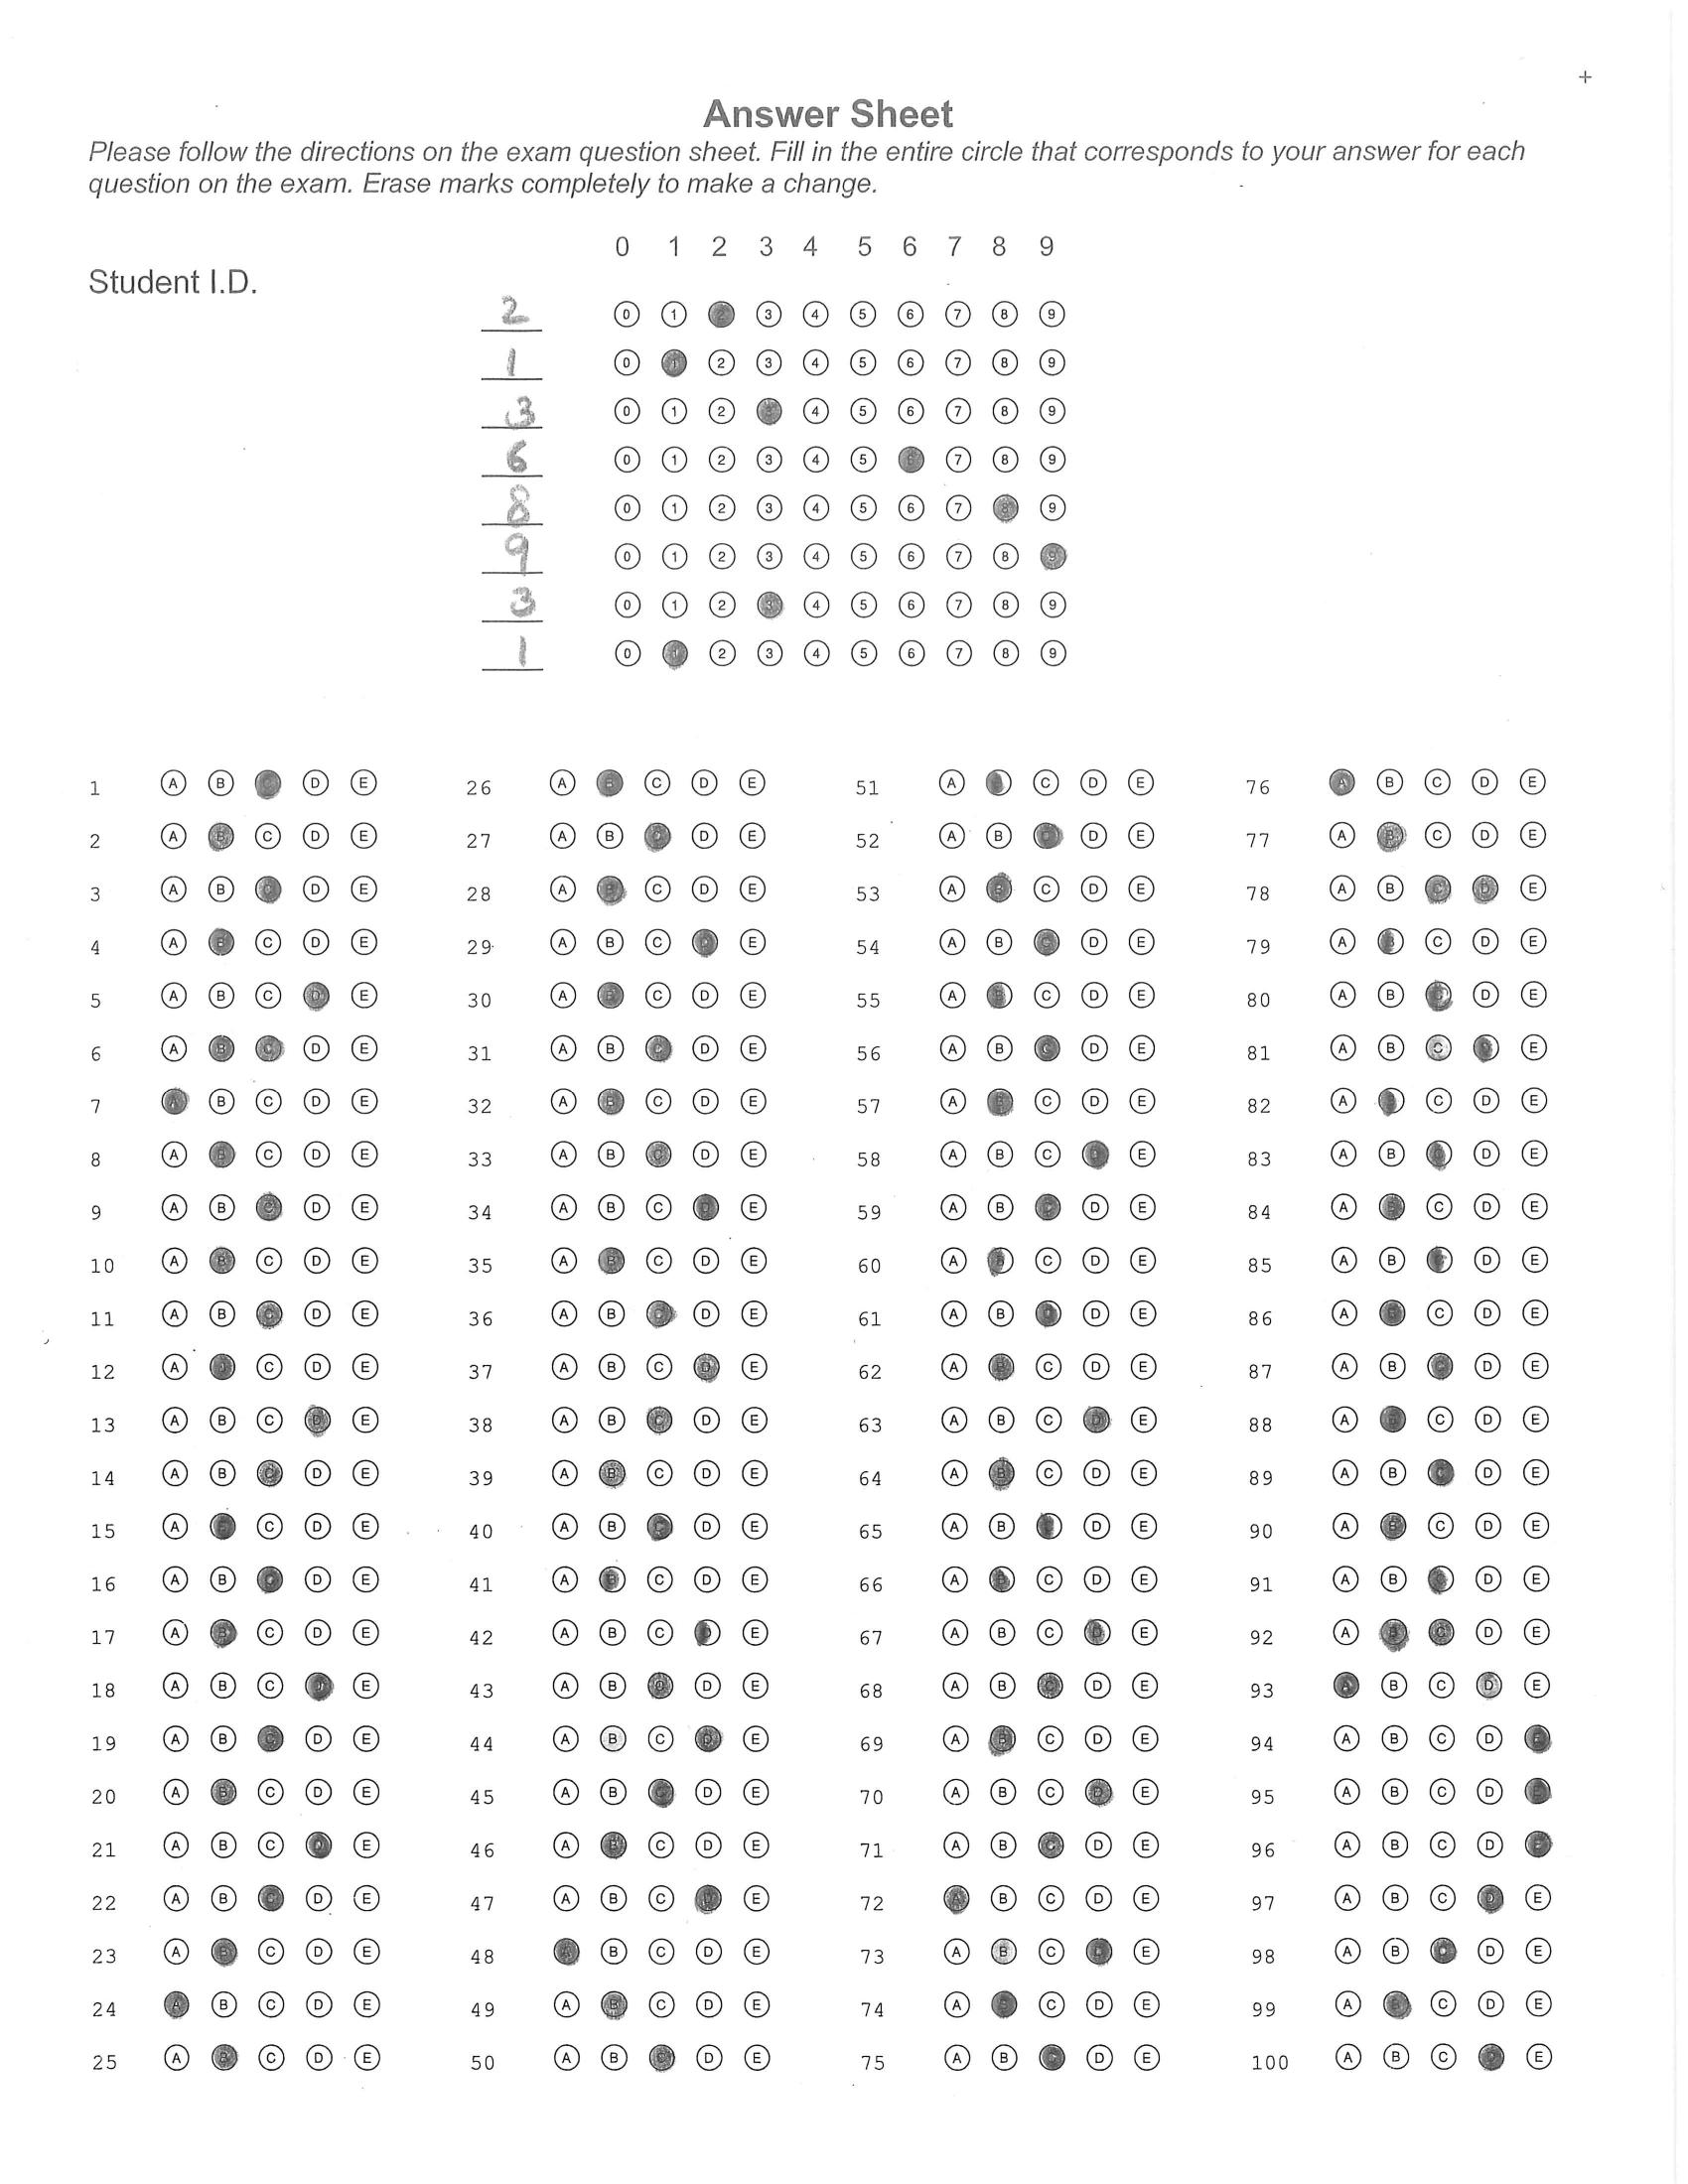 +
Answer Sheet
Please follow the directions on the exam question sheet. Fill in the entire circle that corresponds to your answer for each
question on the exam. Erase marks completely to make a change.
0 1 2 3 4 5 6 7 8 9
Student I.D.
2 0 1 2 3 4 5 6 7 8 9
1 0 1 2 3 4 5 6 7 8 9
3 0 1 2 3 4 5 6 7 8 9
6 0 1 2 3 4 5 6 7 8 9
8 0 1 2 3 4 5 6 7 8 9
9 0 1 2 3 4 5 6 7 8 9
3 0 1 2 3 4 5 6 7 8 9
1 0 1 2 3 4 5 6 7 8 9
1 A B C D E 26 A B C D E 51 A B C D E 76 A B C D E
2 A B C D E 27 A B C D E 52 A B C D E 77 A B C D E
3 A B C D E 28 A B C D E 53 A B C D E 78 A B C D E
4 A B C D E 29 A B C D E 54 A B C D E 79 A B C D E
5 A B C D E 30 A B C D E 55 A B C D E 80 A B C D E
6 A B C D E 31 A B C D E 56 A B C D E 81 A B C D E
7 A B C D E 32 A B C D E 57 A B C D E 82 A B C D E
8 A B C D E 33 A B C D E 58 A B C D E 83 A B C D E
9 A B C D E 34 A B C D E 59 A B C D E 84 A B C D E
10 A B C D E 35 A B C D E 60 A B C D E 85 A B C D E
11 A B C D E 36 A B C D E 61 A B C D E 86 A B C D E
12 A B C D E 37 A B C D E 62 A B C D E 87 A B C D E
13 A B C D E 38 A B C D E 63 A B C D E 88 A B C D E
14 A B C D E 39 A B C D E 64 A B C D E 89 A B C D E
15 A B C D E 40 A B C D E 65 A B C D E 90 A B C D E
16 A B C D E 41 A B C D E 66 A B C D E 91 A B C D E
17 A B C D E 42 A B C D E 67 A B C D E 92 A B C D E
18 A B C D E 43 A B C D E 68 A B C D E 93 A B C D E
19 A B C D E 44 A B C D E 69 A B C D E 94 A B C D E
20 A B C D E 45 A B C D E 70 A B C D E 95 A B C D E
21 A B C D E 46 A B C D E 71 A B C D E 96 A B C D E
22 A B C D E 47 A B C D E 72 A B C D E 97 A B C D E
23 A B C D E 48 A B C D E 73 A B C D E 98 A B C D E
24 A B C D E 49 A B C D E 74 A B C D E 99 A B C D E
25 A B C D E 50 A B C D E 75 A B C D E 100 A B C D E